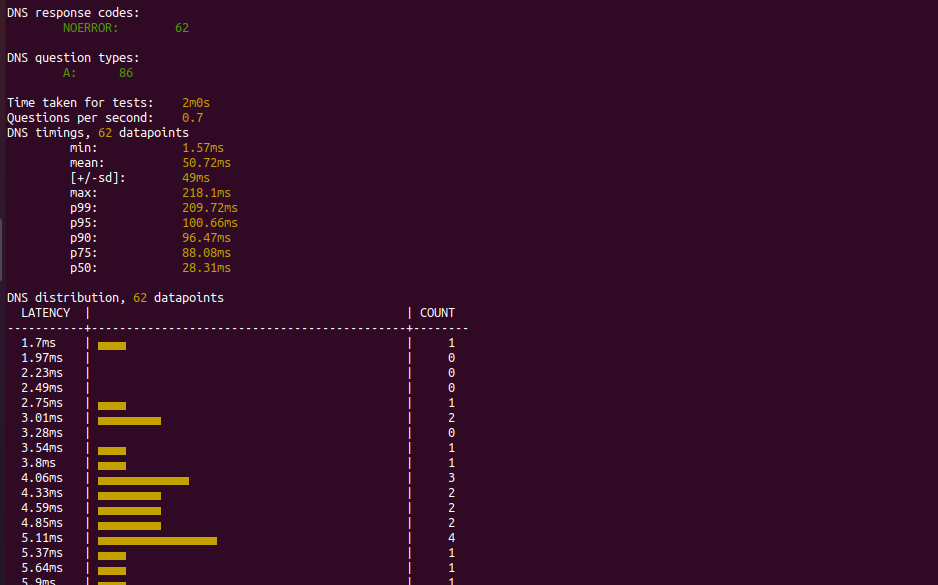 DNS response codes:
NOERROR: 62
DNS question types:
A: 86
Time taken for tests: 2m0s
Questions per second: 0.7
DNS timings, 62 datapoints
min: 1.57ms
mean: 50.72ms
[+/-sd]: 49ms
max: 218.1ms
p99: 209.72ms
p95: 100.66ms
p90: 96.47ms
p75: 88.08ms
p50: 28.31ms
DNS distribution, 62 datapoints
LATENCY | | COUNT
-----------+---------------------------------------------+--------
1.7ms | | 1
1.97ms | | 0
2.23ms | | 0
2.49ms | | 0
2.75ms | | 1
3.01ms | | 2
3.28ms | | 0
3.54ms | | 1
3.8ms | | 1
4.06ms | | 3
4.33ms | | 2
4.59ms | | 2
4.85ms | | 2
5.11ms | | 4
5.37ms | | 1
5.64ms | | 1
5.9ms | | 1